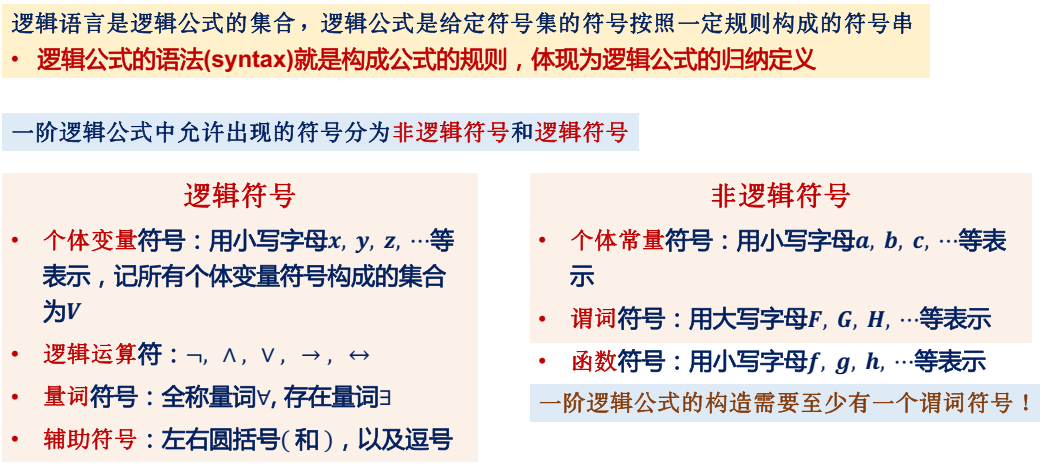 逻辑语言是逻辑公式的集合，逻辑公式是给定符号集的符号按照一定规则构成的符号串
• 逻辑公式的语法(syntax)就是构成公式的规则，体现为逻辑公式的归纳定义
一阶逻辑公式中允许出现的符号分为非逻辑符号和逻辑符号
逻辑符号
• 个体变量符号：用小写字母x, y, z, ⋯等
表示，记所有个体变量符号构成的集合
为V
• 逻辑运算符：¬, ∧, ∨, →, ↔
• 量词符号：全称量词∀, 存在量词∃
• 辅助符号：左右圆括号( 和 )，以及逗号
非逻辑符号
• 个体常量符号：用小写字母a, b, c, ⋯等表
示
• 谓词符号：用大写字母F, G, H, ⋯等表示
• 函数符号：用小写字母f, g, h, ⋯等表示
一阶逻辑公式的构造需要至少有一个谓词符号！